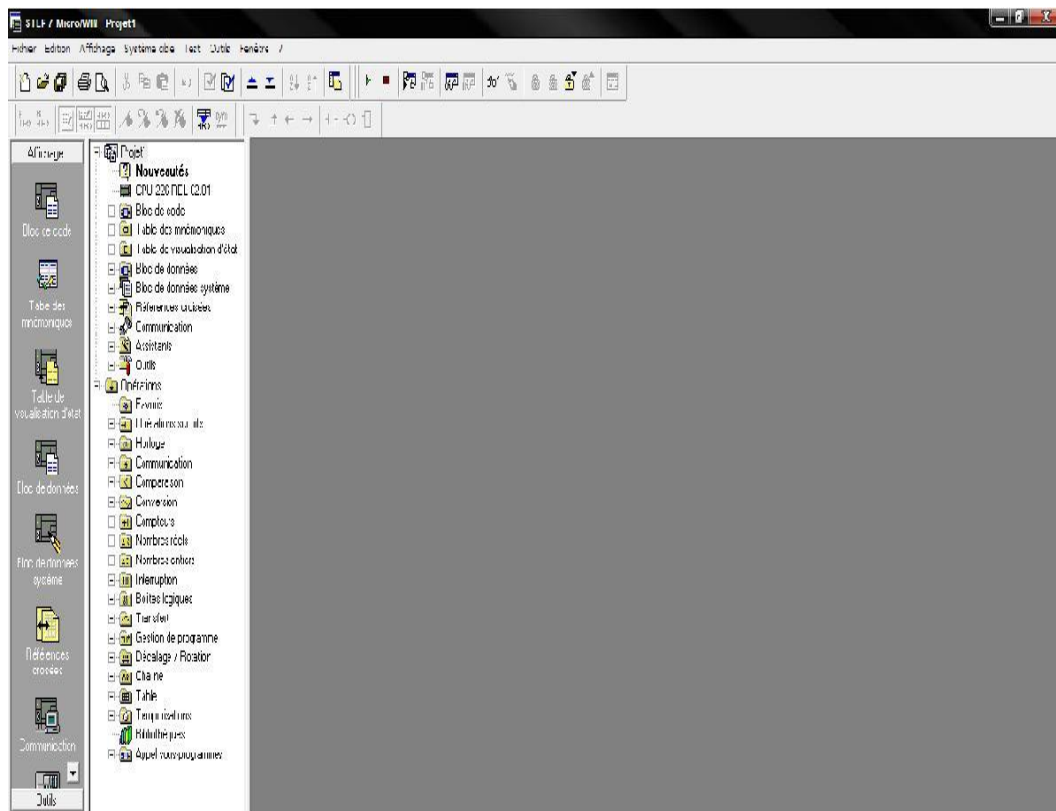 STEP 7 Micro/WIN Projet1
Fichier Edition Affichage Système cible Test Outils Fenêtre ?
Affichage
Bloc de code
Table des
mnémoniques
Table de
visualisation d'état
Bloc de données
Bloc de données
système
Références
croisées
Communication
Outils
Projet1
Nouveautés
CPU 226 REL 02.01
Bloc de code
Table des mnémoniques
Table de visualisation d'état
Bloc de données
Bloc de données système
Références croisées
Communication
Assistants
Outils
Opérations
Favoris
Opérations sur bits
Horloge
Communication
Comparaison
Conversion
Compteurs
Nombres réels
Nombres entiers
Interruption
Boîtes logiques
Transfert
Gestion de programme
Décalage / Rotation
Chaîne
Table
Temporisations
Bibliothèques
Appel sous-programmes